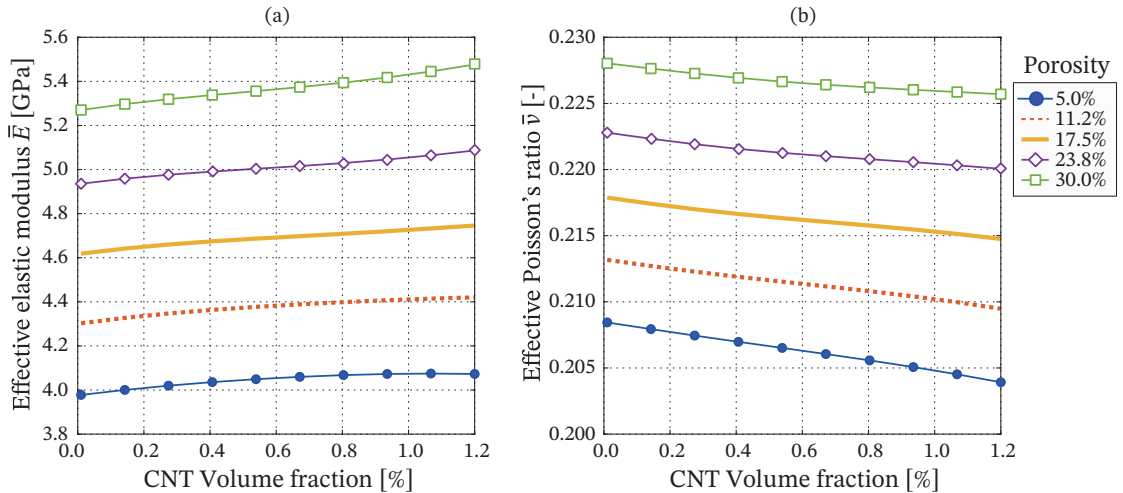 (a)
5.6
5.4
5.2
5.0
4.8
4.6
4.4
4.2
4.0
3.8
Effective elastic modulus E̅ [GPa]
0.0 0.2 0.4 0.6 0.8 1.0 1.2
CNT Volume fraction [%]
(b)
0.230
0.225
0.220
0.215
0.210
0.205
0.200
Effective Poisson's ratio ν̅ [-]
0.0 0.2 0.4 0.6 0.8 1.0 1.2
CNT Volume fraction [%]
Porosity
5.0%
11.2%
17.5%
23.8%
30.0%